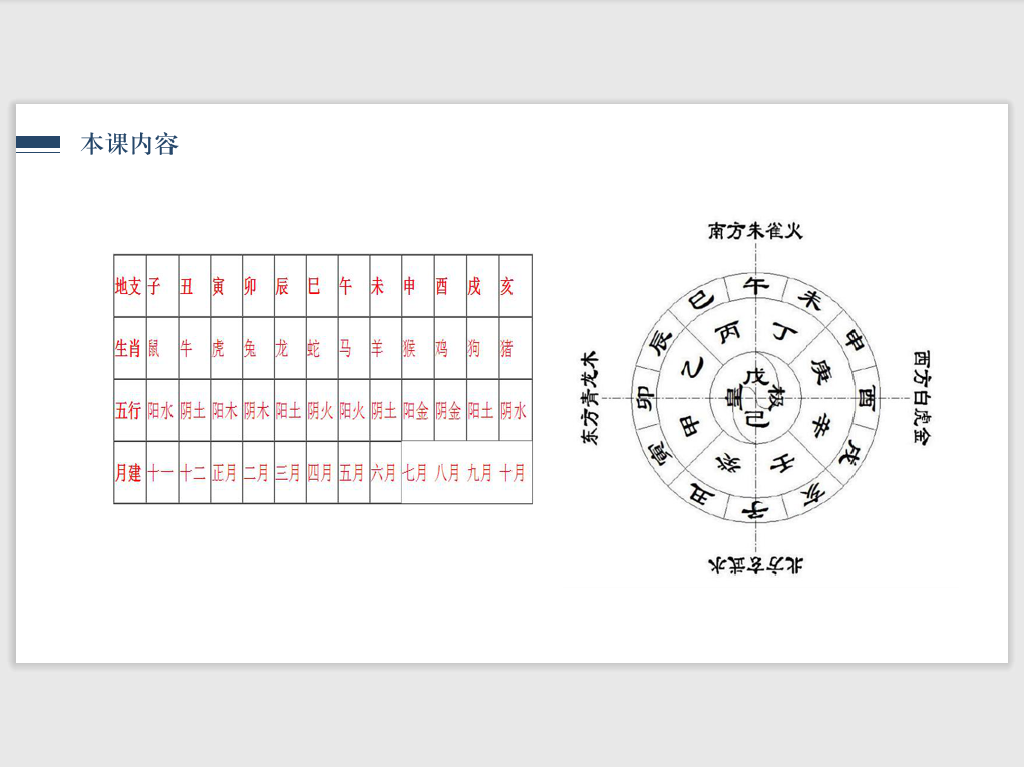 本课内容
地支 子 丑 寅 卯 辰 巳 午 未 申 酉 戌 亥
生肖 鼠 牛 虎 兔 龙 蛇 马 羊 猴 鸡 狗 猪
五行 阳水 阴土 阳木 阴木 阳土 阴火 阳火 阴土 阳金 阴金 阳土 阴水
月建 十一 十二 正月 二月 三月 四月 五月 六月 七月 八月 九月 十月
南方朱雀火
东方青龙木
西方白虎金
北方玄武水
午 未 申 酉 戌 亥 子 丑 寅 卯 辰 巳
丙 丁 庚 辛 壬 癸 甲 乙
戊
皇 极
己